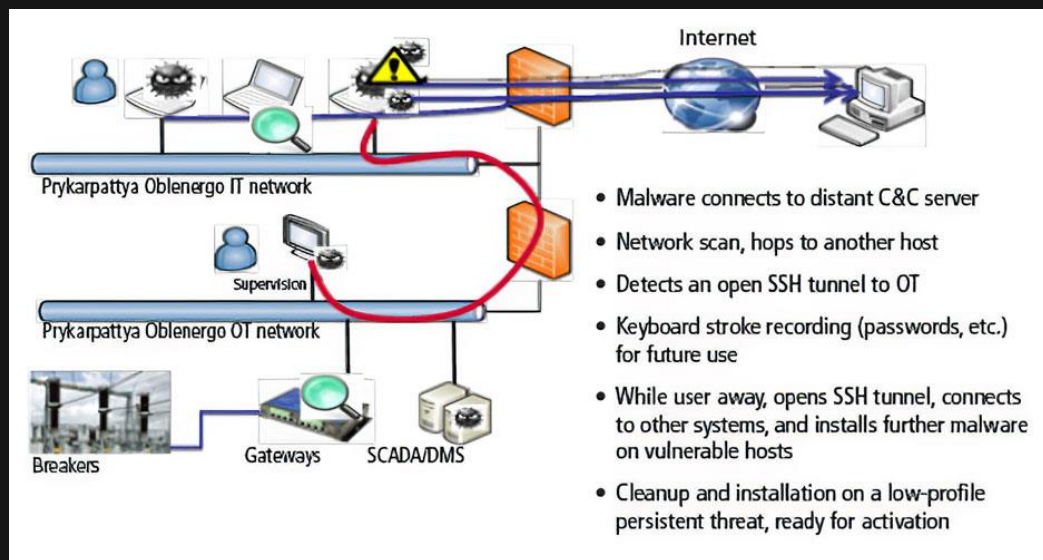 Internet
Prykarpattya Oblenergo IT network
Supervision
Prykarpattya Oblenergo OT network
Breakers
Gateways
SCADA/DMS
• Malware connects to distant C&C server
• Network scan, hops to another host
• Detects an open SSH tunnel to OT
• Keyboard stroke recording (passwords, etc.)
for future use
• While user away, opens SSH tunnel, connects
to other systems, and installs further malware
on vulnerable hosts
• Cleanup and installation on a low-profile
persistent threat, ready for activation